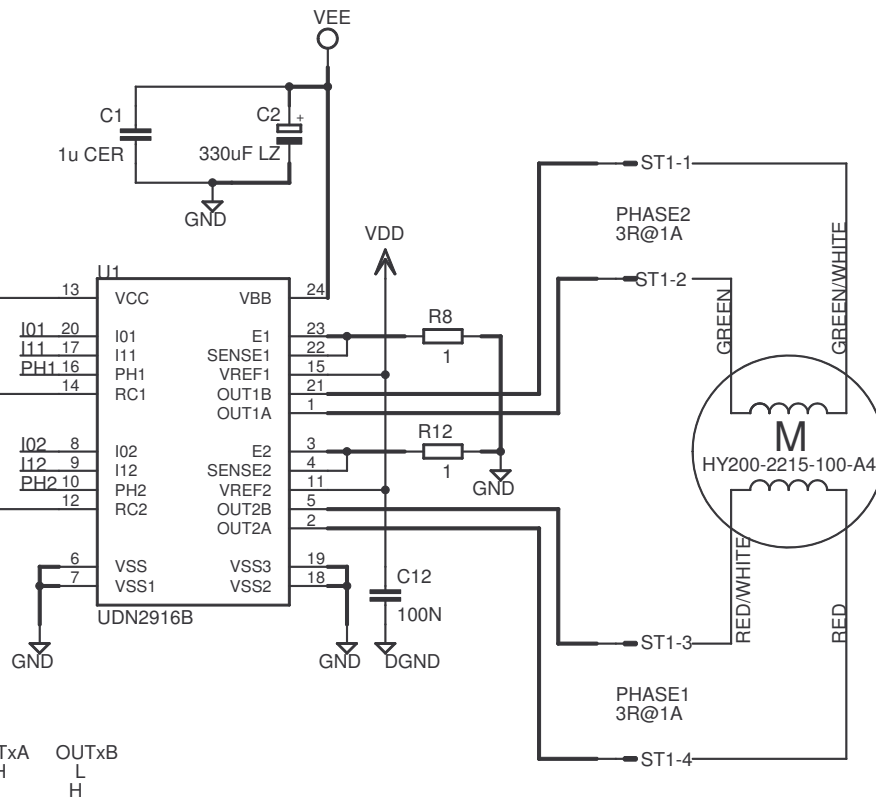 VEE
C1
1u CER
C2
+
330uF LZ
GND
VDD
ST1-1
PHASE2
3R@1A
ST1-2
GREEN
GREEN/WHITE
U1
13 VCC VBB 24
I01 20 I01 E1 23
I11 17 I11 SENSE1 22
PH1 16 PH1 VREF1 15
14 RC1 OUT1B 21
OUT1A 1
I02 8 I02 E2 3
I12 9 I12 SENSE2 4
PH2 10 PH2 VREF2 11
12 RC2 OUT2B 5
OUT2A 2
6 VSS VSS3 19
7 VSS1 VSS2 18
UDN2916B
R8
1
R12
1
GND
M
HY200-2215-100-A4
C12
100N
GND
GND
DGND
RED/WHITE
RED
ST1-3
PHASE1
3R@1A
ST1-4
TxA OUTxB
H L
H